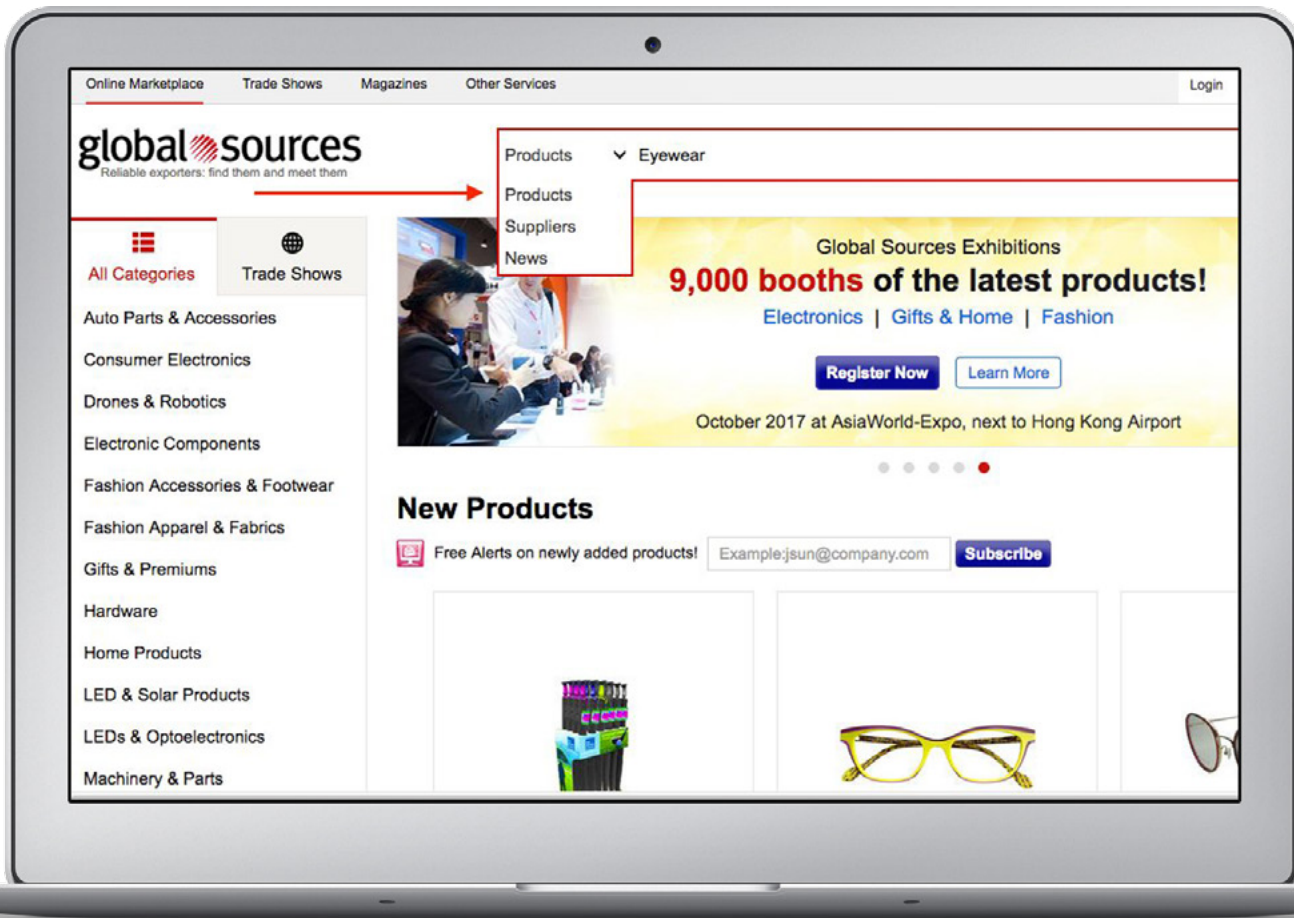 Online Marketplace Trade Shows Magazines Other Services Login
global sources
Reliable exporters: find them and meet them
Products Eyewear
Products
Suppliers
News
All Categories Trade Shows
Auto Parts & Accessories
Consumer Electronics
Drones & Robotics
Electronic Components
Fashion Accessories & Footwear
Fashion Apparel & Fabrics
Gifts & Premiums
Hardware
Home Products
LED & Solar Products
LEDs & Optoelectronics
Machinery & Parts
Global Sources Exhibitions
9,000 booths of the latest products!
Electronics | Gifts & Home | Fashion
Register Now Learn More
October 2017 at AsiaWorld-Expo, next to Hong Kong Airport
New Products
Free Alerts on newly added products! Example:jsun@company.com Subscribe